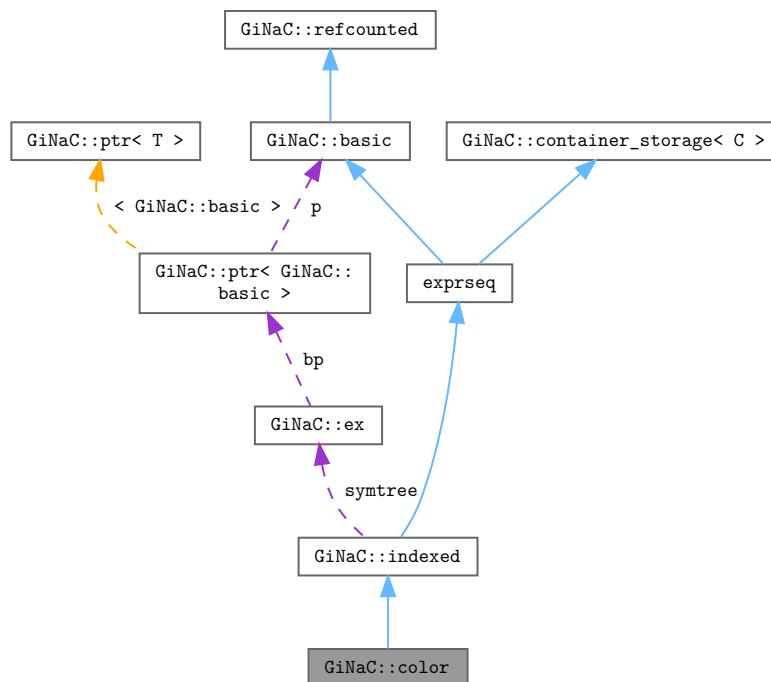 GiNaC::refcounted
GiNaC::ptr< T >
GiNaC::basic
GiNaC::container_storage< C >
< GiNaC::basic >
p
GiNaC::ptr< GiNaC::
basic >
exprseq
bp
GiNaC::ex
symtree
GiNaC::indexed
GiNaC::color